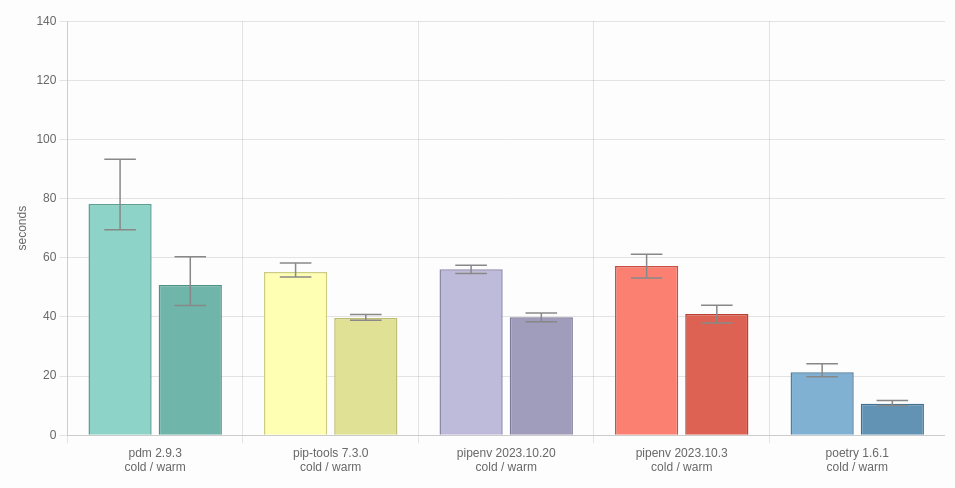 140
120
100
80
60
40
20
0
seconds
pdm 2.9.3
cold / warm
pip-tools 7.3.0
cold / warm
pipenv 2023.10.20
cold / warm
pipenv 2023.10.3
cold / warm
poetry 1.6.1
cold / warm